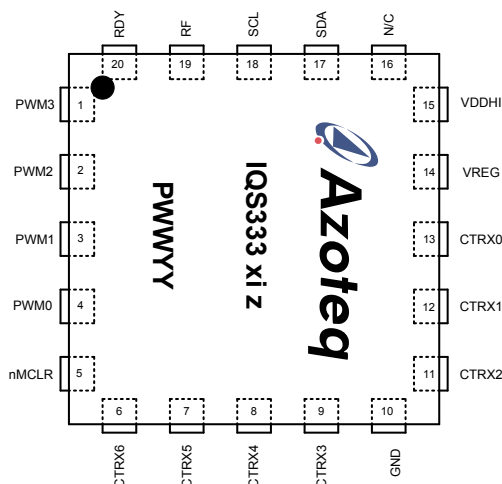 RDY
RF
SCL
SDA
N/C
20
19
18
17
16
PWM3
1
15
VDDHI
PWM2
2
14
VREG
PWM1
3
13
CTRX0
PWM0
4
12
CTRX1
nMCLR
5
11
CTRX2
Azoteq
IQS333 xi z
PWWYY
6
7
8
9
10
CTRX6
CTRX5
CTRX4
CTRX3
GND